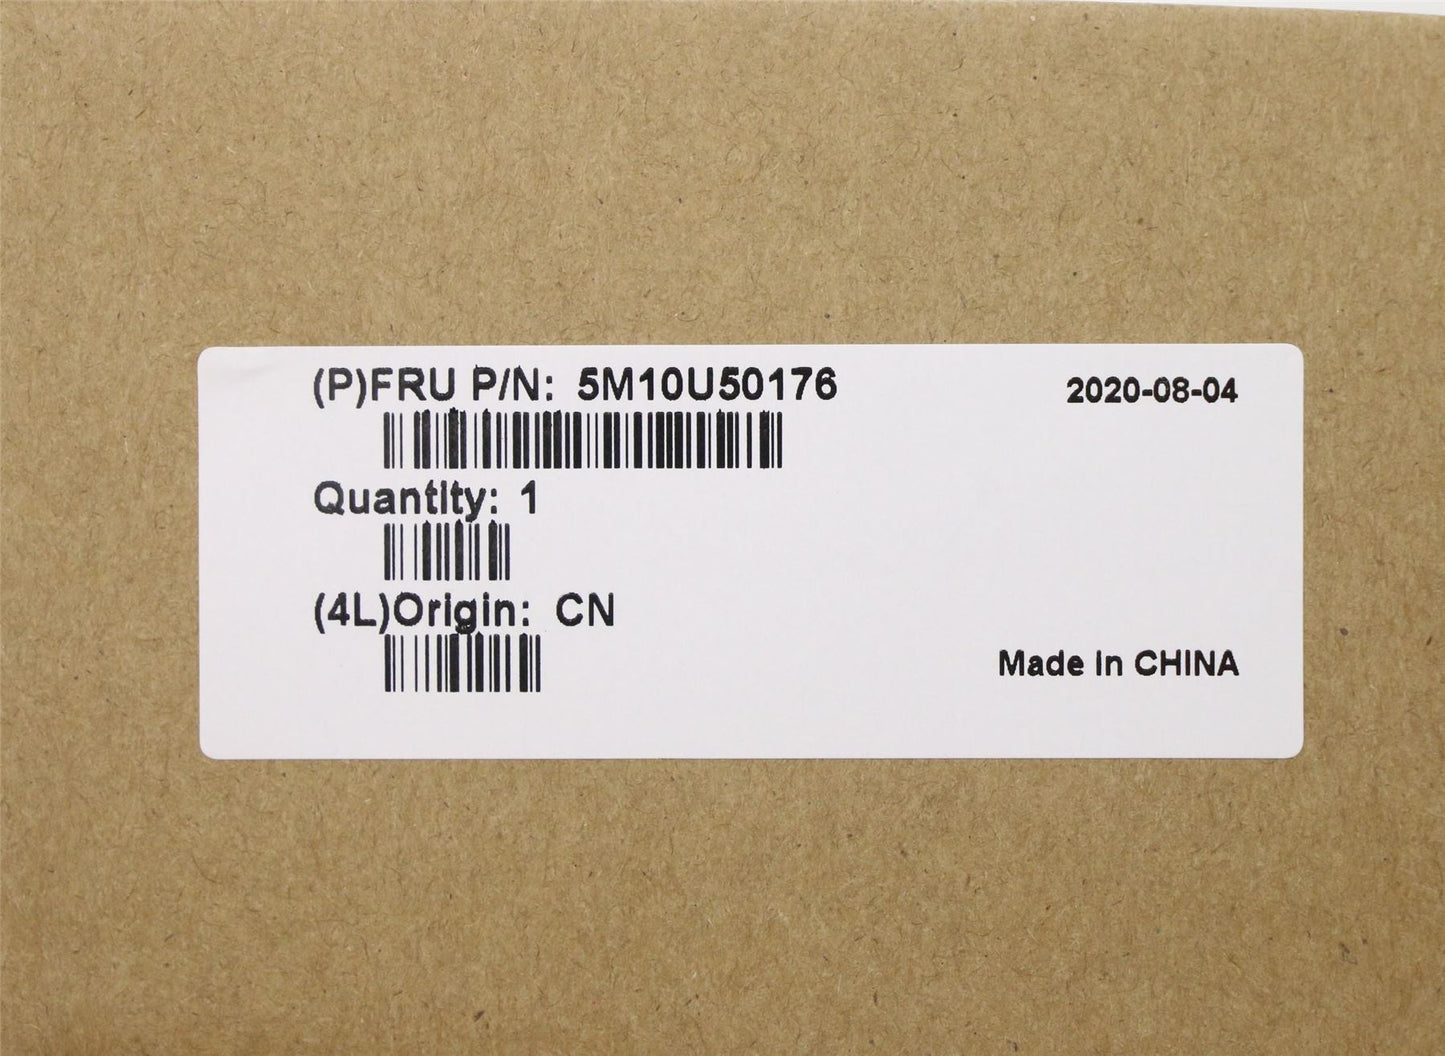 (P)FRU P/N: 5M10U50176
2020-08-04
Quantity: 1
(4L)Origin: CN
Made in CHINA